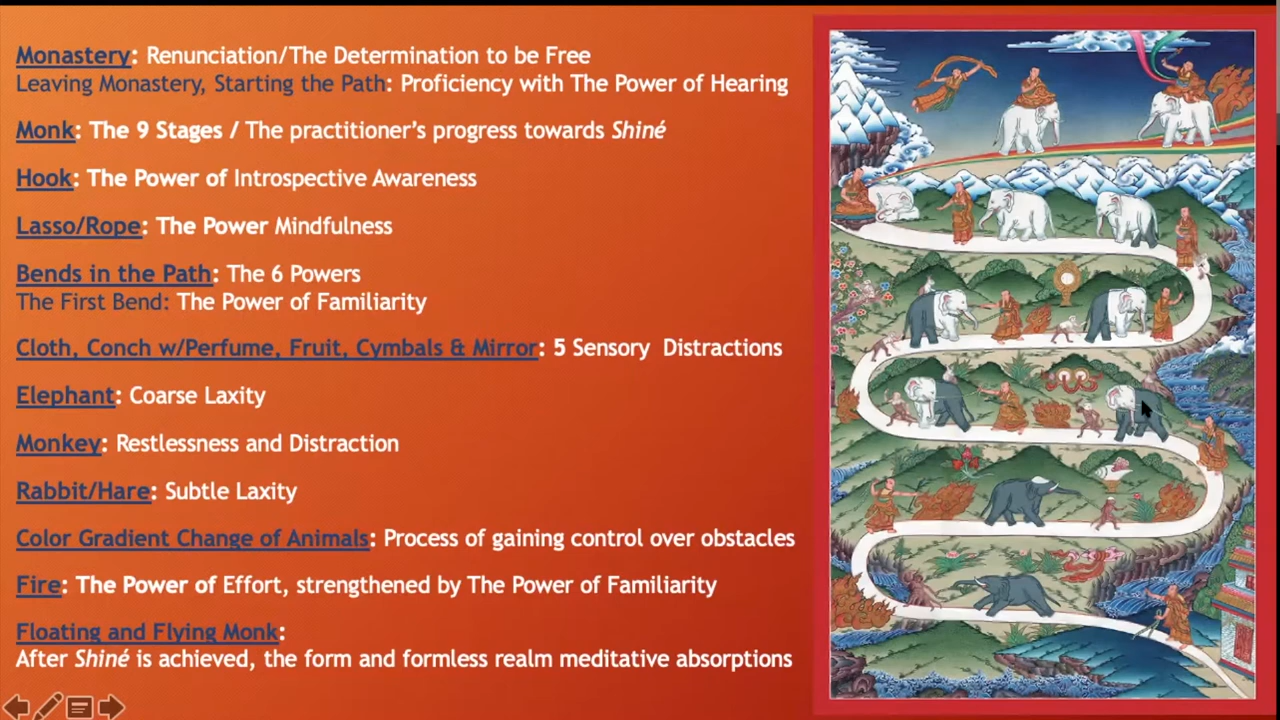 Monastery: Renunciation/The Determination to be Free
Leaving Monastery, Starting the Path: Proficiency with The Power of Hearing
Monk: The 9 Stages / The practitioner's progress towards Shiné
Hook: The Power of Introspective Awareness
Lasso/Rope: The Power Mindfulness
Bends in the Path: The 6 Powers
The First Bend: The Power of Familiarity
Cloth, Conch w/Perfume, Fruit, Cymbals & Mirror: 5 Sensory Distractions
Elephant: Coarse Laxity
Monkey: Restlessness and Distraction
Rabbit/Hare: Subtle Laxity
Color Gradient Change of Animals: Process of gaining control over obstacles
Fire: The Power of Effort, strengthened by The Power of Familiarity
Floating and Flying Monk:
After Shiné is achieved, the form and formless realm meditative absorptions